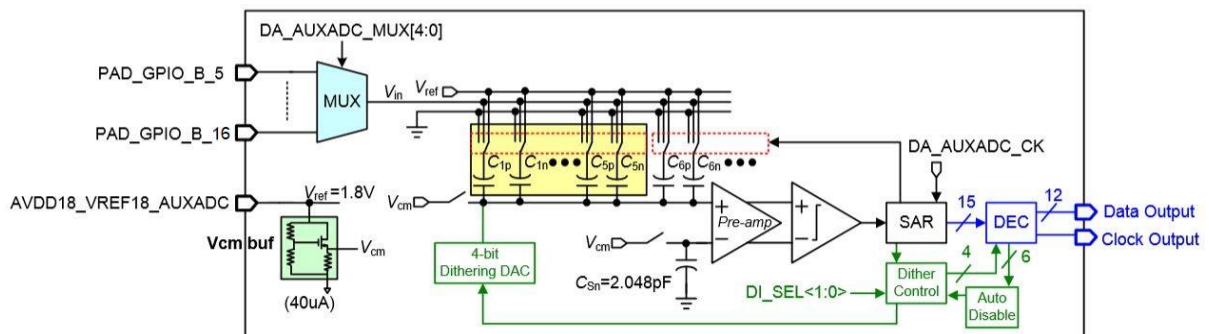 DA_AUXADC_MUX[4:0]
PAD_GPIO_B_5
MUX
Vin
Vref
PAD_GPIO_B_16
C1p
C1n
C5p
C5n
C6p
C6n
DA_AUXADC_CK
AVDD18_VREF18_AUXADC
Vref=1.8V
Vcm
Vcm buf
Vcm
(40uA)
4-bit
Dithering DAC
Vcm
CSn=2.048pF
+
−
Pre-amp
+
−
SAR
15
DEC
12
Data Output
Clock Output
4
6
DI_SEL<1:0>
Dither
Control
Auto
Disable